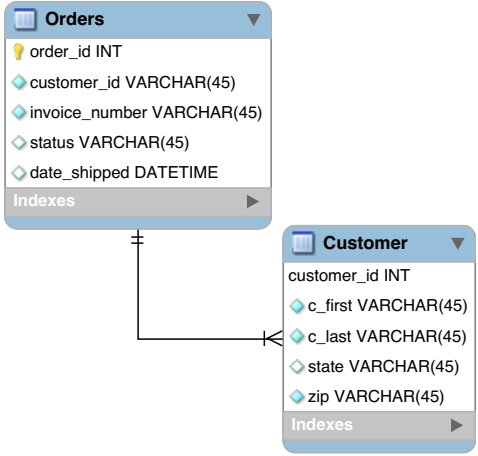 Orders
order_id INT
customer_id VARCHAR(45)
invoice_number VARCHAR(45)
status VARCHAR(45)
date_shipped DATETIME
Indexes
Customer
customer_id INT
c_first VARCHAR(45)
c_last VARCHAR(45)
state VARCHAR(45)
zip VARCHAR(45)
Indexes